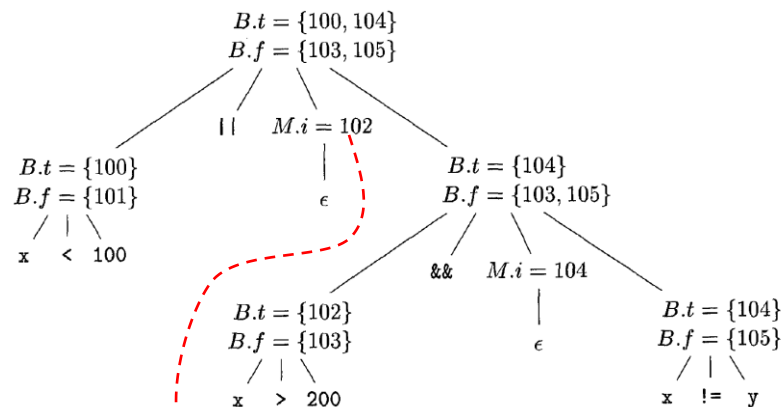 B.t = {100, 104}
B.f = {103, 105}
|| M.i = 102
B.t = {100}
B.f = {101}
ϵ
B.t = {104}
B.f = {103, 105}
x < 100
&& M.i = 104
B.t = {102}
B.f = {103}
ϵ
B.t = {104}
B.f = {105}
x > 200
x != y